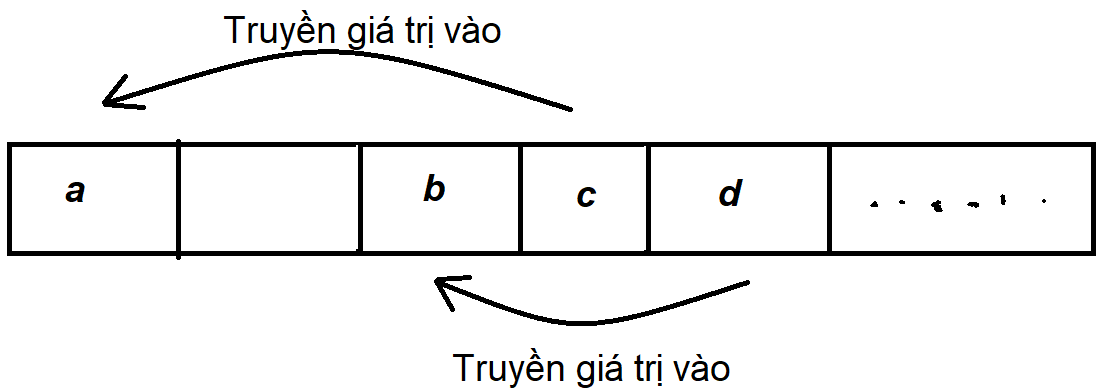 Truyền giá trị vào
a b c d ......
Truyền giá trị vào